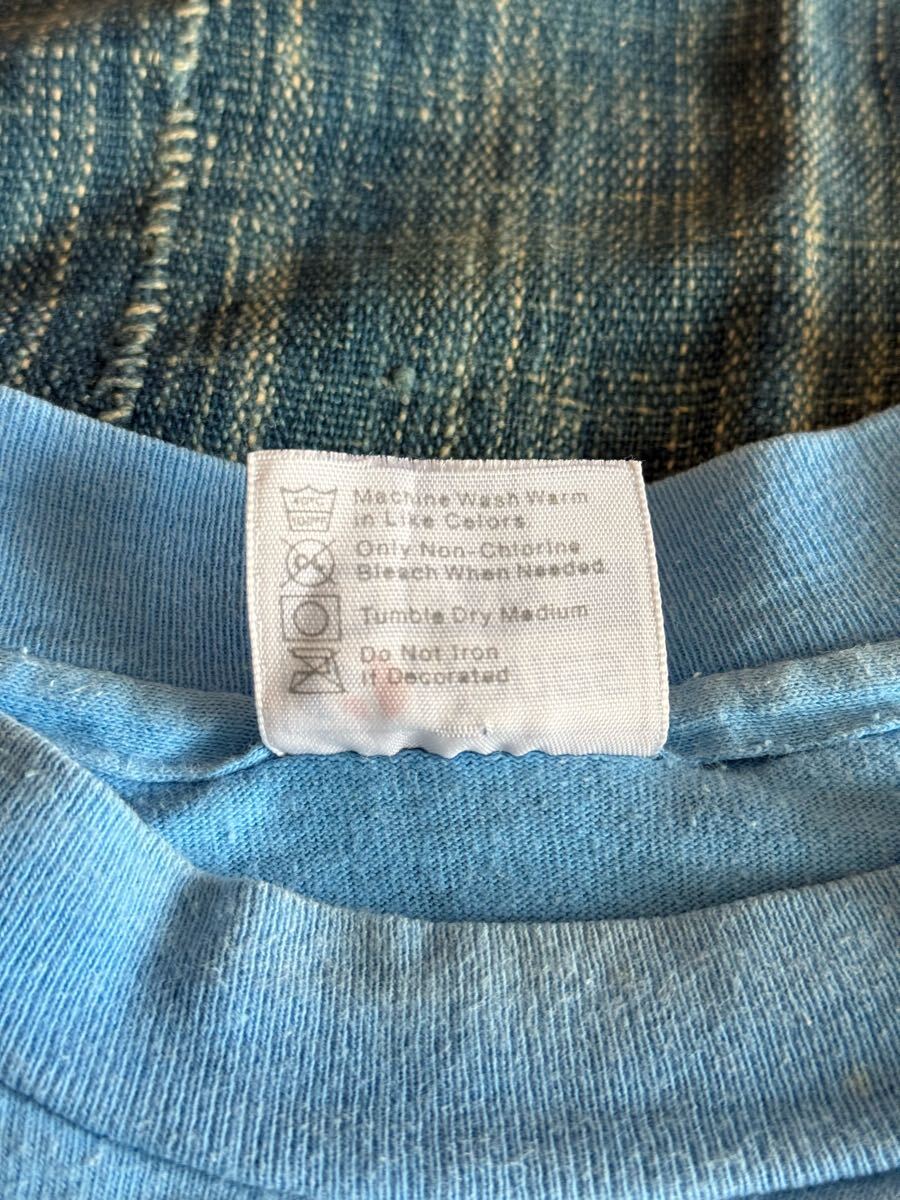 Machine Wash Warm
in Like Colors
Only Non-Chlorine
Bleach When Needed
Tumble Dry Medium
Do Not Iron
If Decorated